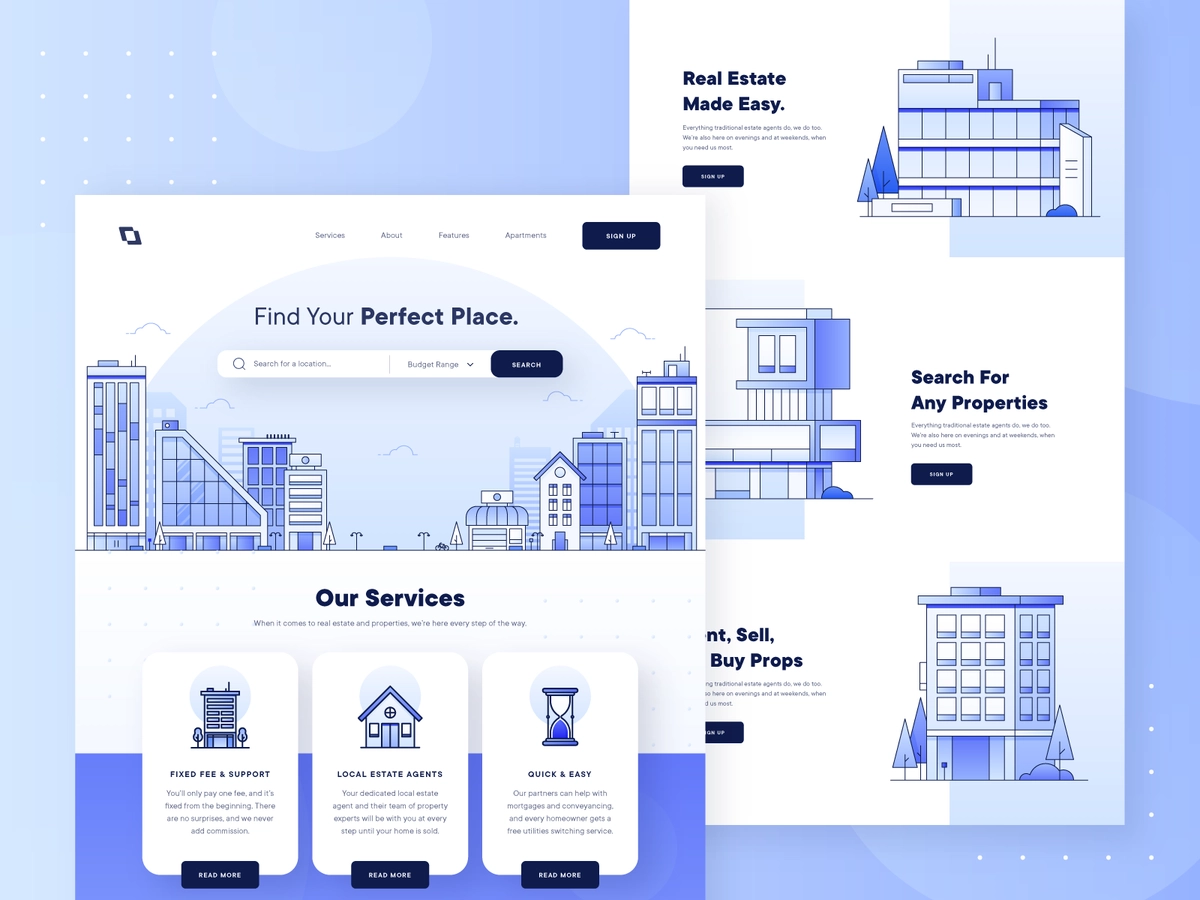 Real Estate
Made Easy.
Everything traditional estate agents do, we do too.
We're also here on evenings and at weekends, when
you need us most.
SIGN UP
Services About Features Apartments SIGN UP
Find Your Perfect Place.
Search for a location... Budget Range SEARCH
Search For
Any Properties
Everything traditional estate agents do, we do too.
We're also here on evenings and at weekends, when
you need us most.
SIGN UP
Our Services
When it comes to real estate and properties, we're here every step of the way.
Sell,
Buy Props
traditional estate agents do, we do too.
here on evenings and at weekends, when
us most.
UP
FIXED FEE & SUPPORT
You'll only pay one fee, and it's
fixed from the beginning. There
are no surprises, and we never
add commission.
READ MORE
LOCAL ESTATE AGENTS
Your dedicated local estate
agent and their team of property
experts will be with you at every
step until your home is sold.
READ MORE
QUICK & EASY
Our partners can help with
mortgages and conveyancing,
and every homeowner gets a
free utilities switching service.
READ MORE